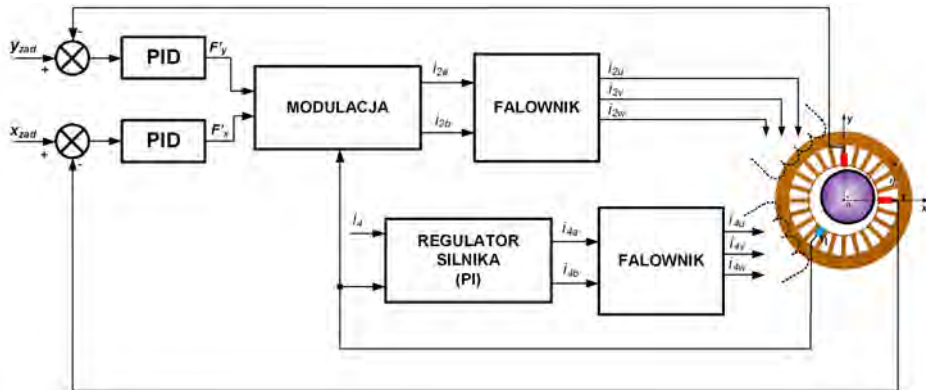 y_zad
+
-
PID
F'_y
x_zad
+
-
PID
F'_x
MODULACJA
i_2a
i_2b
FALOWNIK
i_2u
i_2v
i_2w
i_4
REGULATOR
SILNIKA
(PI)
i_4a
i_4b
FALOWNIK
i_4u
i_4v
i_4w
y
x